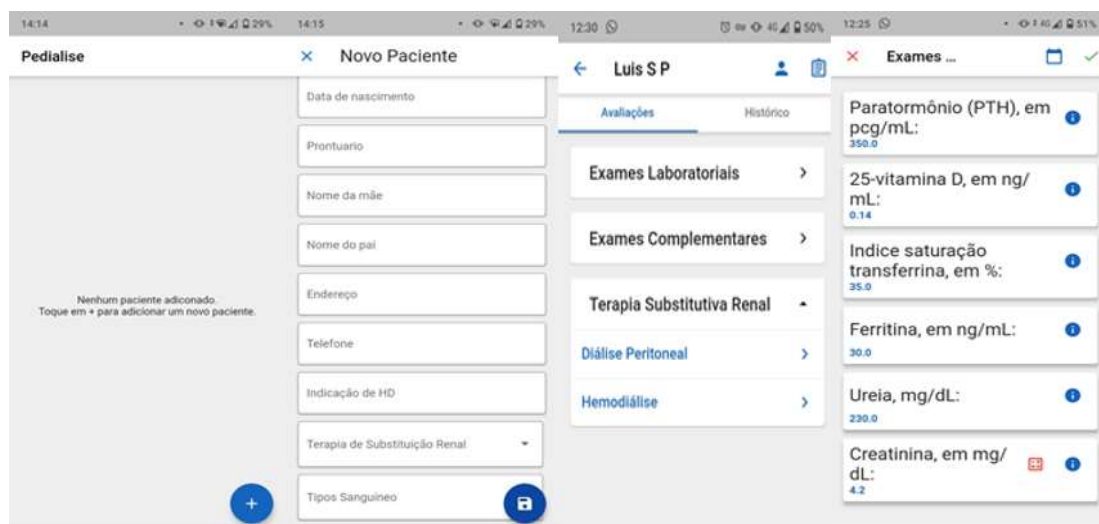 14:14
29%
Pedialise
Nenhum paciente adiconado.
Toque em + para adicionar um novo paciente.
+
14:15
29%
× Novo Paciente
Data de nascimento
Prontuario
Nome da mãe
Nome do pai
Endereço
Telefone
Indicação de HD
Terapia de Substituição Renal
Tipos Sanguineo
12:30
4G 50%
Luis S P
Avaliações Histórico
Exames Laboratoriais
Exames Complementares
Terapia Substitutiva Renal
Diálise Peritoneal
Hemodiálise
12:25
4G 51%
× Exames ...
Paratormônio (PTH), em
pcg/mL:
350.0
25-vitamina D, em ng/
mL:
0.14
Indice saturação
transferrina, em %:
35.0
Ferritina, em ng/mL:
30.0
Ureia, mg/dL:
230.0
Creatinina, em mg/
dL:
4.2